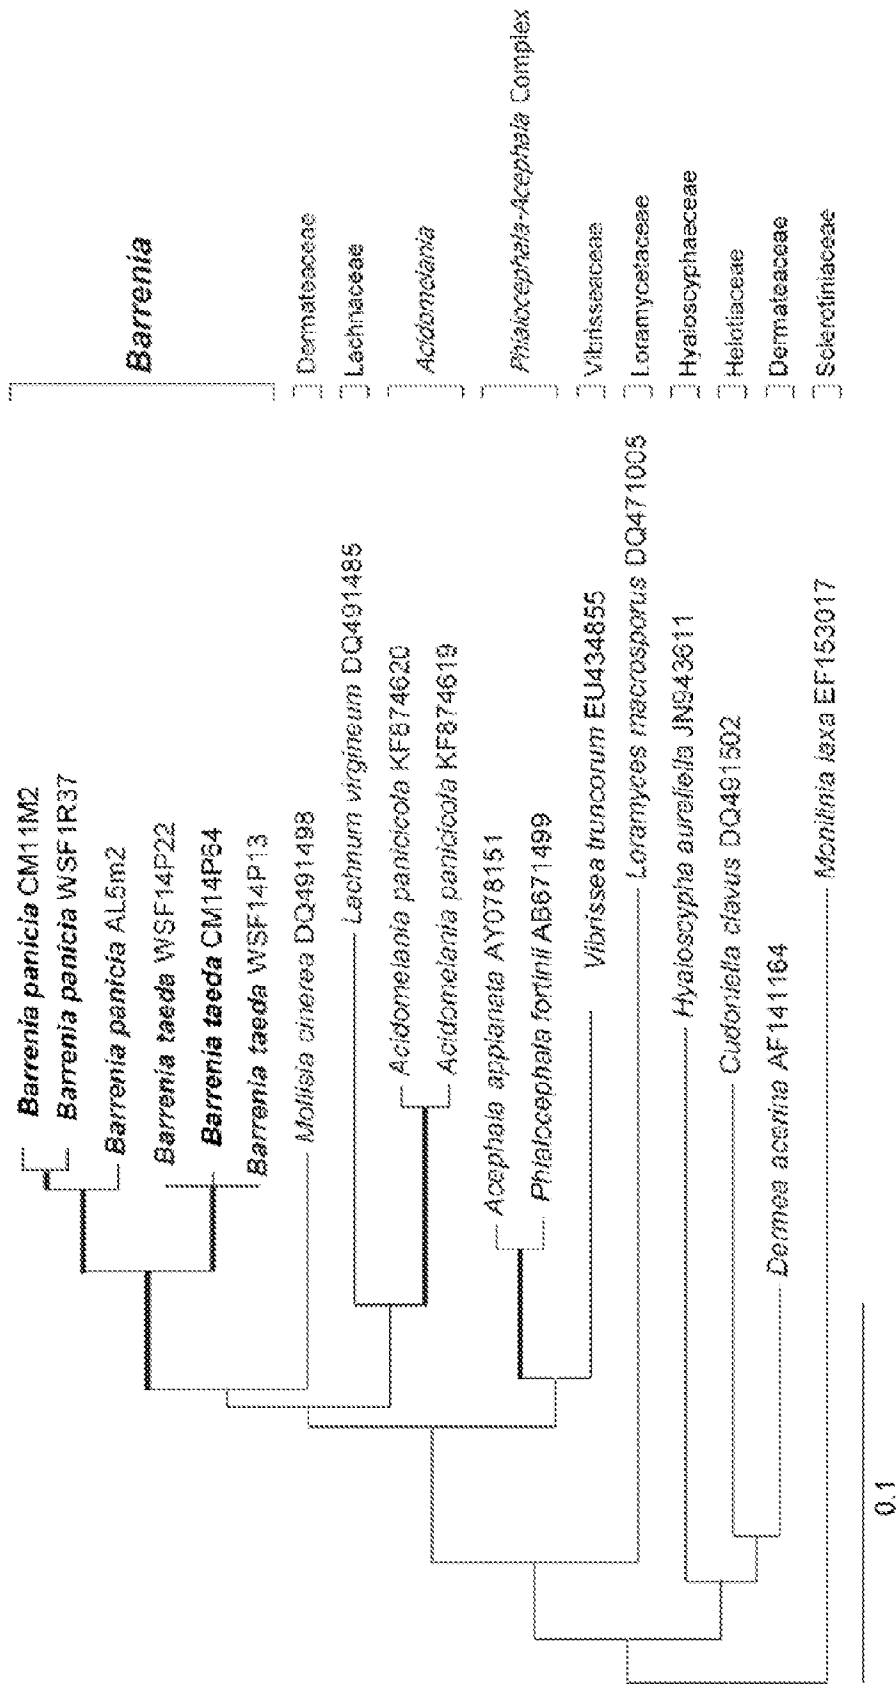 Barrenia panicia CM11M2
Barrenia panicia WSF1R37
Barrenia panicia AL5m2
Barrenia taeda WSF14P22
Barrenia taeda CM14P64
Barrenia taeda WSF14P13
Mollisia cinerea DQ491498
Lachnum virgineum DQ491485
Acidomelania panicicola KF874620
Acidomelania panicicola KF874619
Acephala applanata AY078151
Phialocephala fortinii AB671499
Vibrissea truncorum EU434855
Loramyces macrosporus DQ471005
Hyaloscypha aureliella JN943611
Cudoniella clavus DQ491502
Dermea acerina AF141164
Monilinia laxa EF153017
Barrenia
Dermateaceae
Lachnaceae
Acidomelania
Phialocephala-Acephala Complex
Vibrisseaceae
Loramycetaceae
Hyaloscyphaeceae
Helotiaceae
Dermateaceae
Sclerotiniaceae
0.1